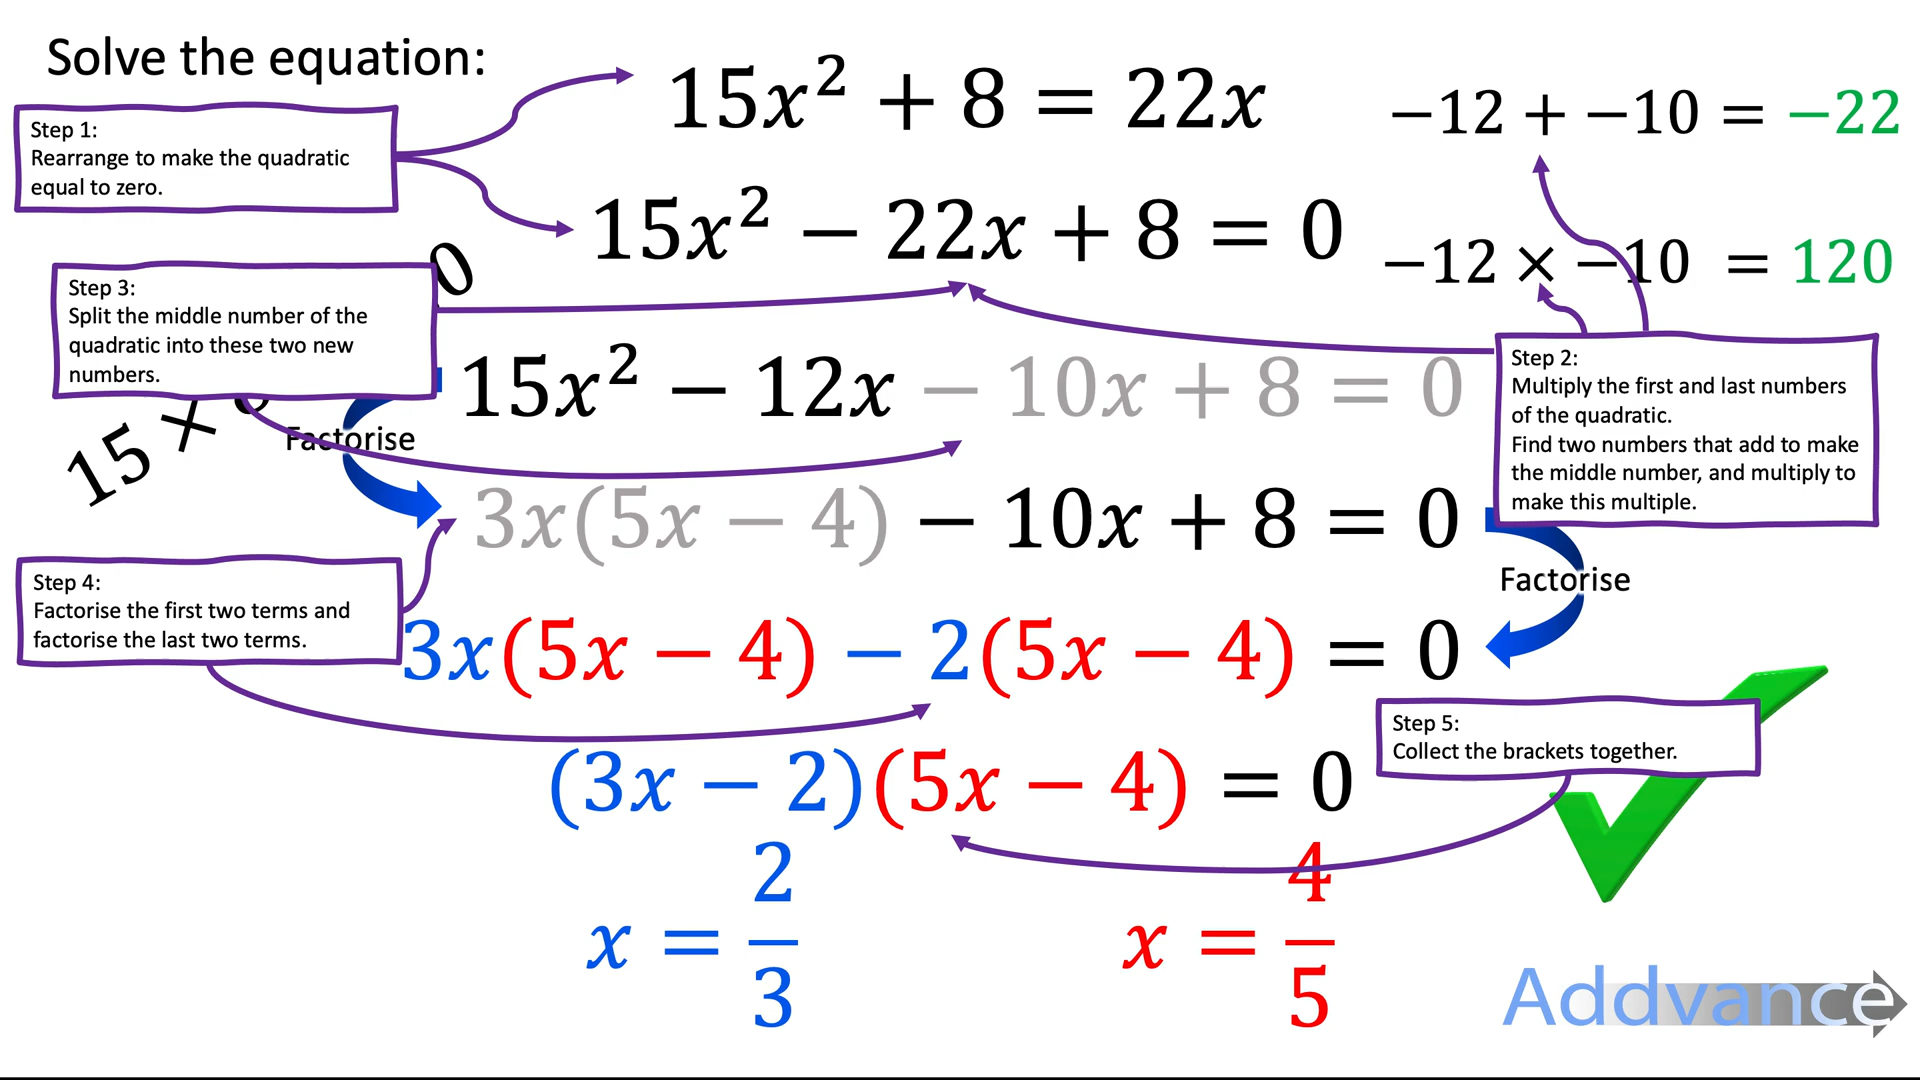 Solve the equation:
15x² + 8 = 22x
−12 + −10 = −22
Step 1:
Rearrange to make the quadratic
equal to zero.
15x² − 22x + 8 = 0
−12 × −10 = 120
Step 3:
Split the middle number of the
quadratic into these two new
numbers.
0
15 ×
15x² − 12x − 10x + 8 = 0
Step 2:
Multiply the first and last numbers
of the quadratic.
Find two numbers that add to make
the middle number, and multiply to
make this multiple.
Factorise
3x(5x − 4) − 10x + 8 = 0
Factorise
Step 4:
Factorise the first two terms and
factorise the last two terms.
3x(5x − 4) − 2(5x − 4) = 0
Step 5:
Collect the brackets together.
(3x − 2)(5x − 4) = 0
x = 2/3
x = 4/5
Addvance